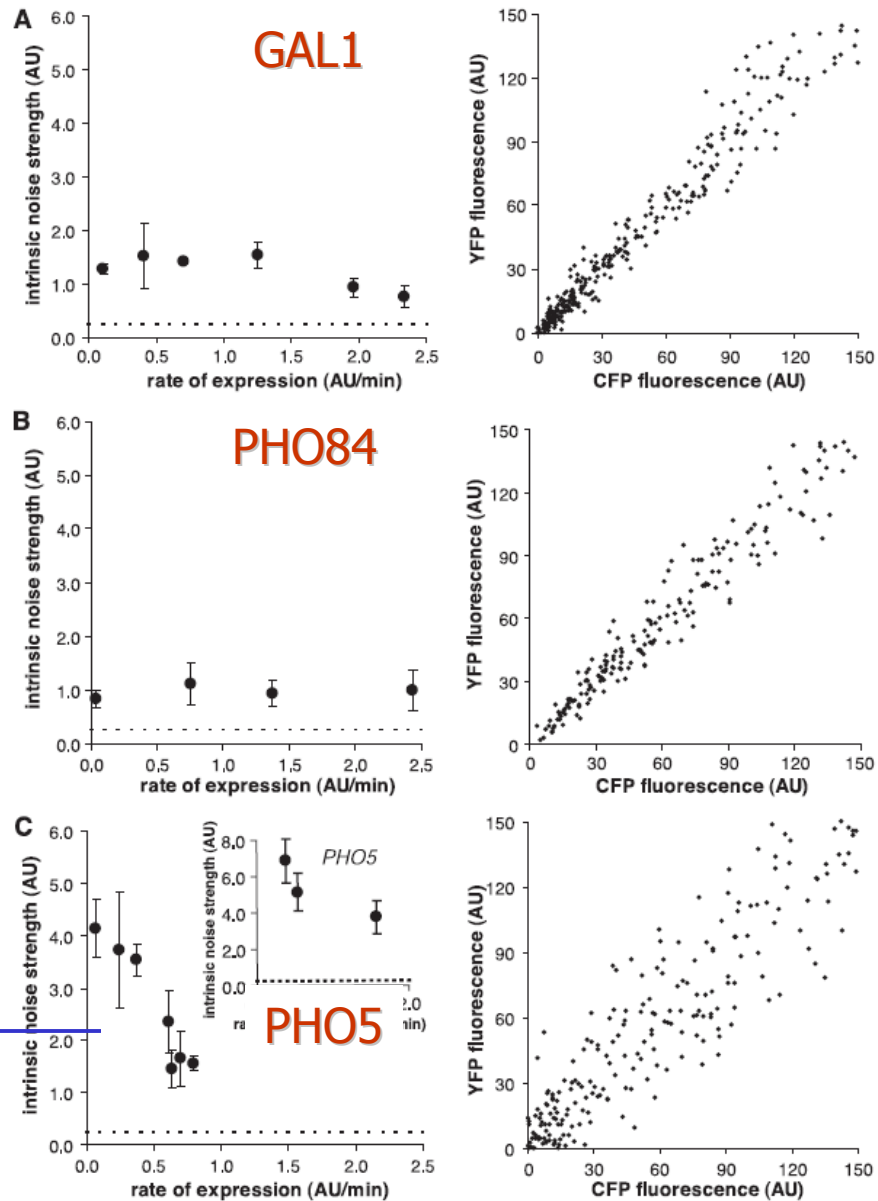 A
GAL1
intrinsic noise strength (AU)
6.0
5.0
4.0
3.0
2.0
1.0
0.0
0.0 0.5 1.0 1.5 2.0 2.5
rate of expression (AU/min)
YFP fluorescence (AU)
150
120
90
60
30
0
0 30 60 90 120 150
CFP fluorescence (AU)
B
PHO84
intrinsic noise strength (AU)
6.0
5.0
4.0
3.0
2.0
1.0
0.0
0.0 0.5 1.0 1.5 2.0 2.5
rate of expression (AU/min)
YFP fluorescence (AU)
150
120
90
60
30
0
0 30 60 90 120 150
CFP fluorescence (AU)
C
intrinsic noise strength (AU)
6.0
5.0
4.0
3.0
2.0
1.0
0.0
0.0 0.5 1.0 1.5 2.0 2.5
rate of expression (AU/min)
PHO5
intrinsic noise strength (AU)
8.0
6.0
4.0
2.0
0.0
2.0
PHO5
YFP fluorescence (AU)
150
120
90
60
30
0
0 30 60 90 120 150
CFP fluorescence (AU)